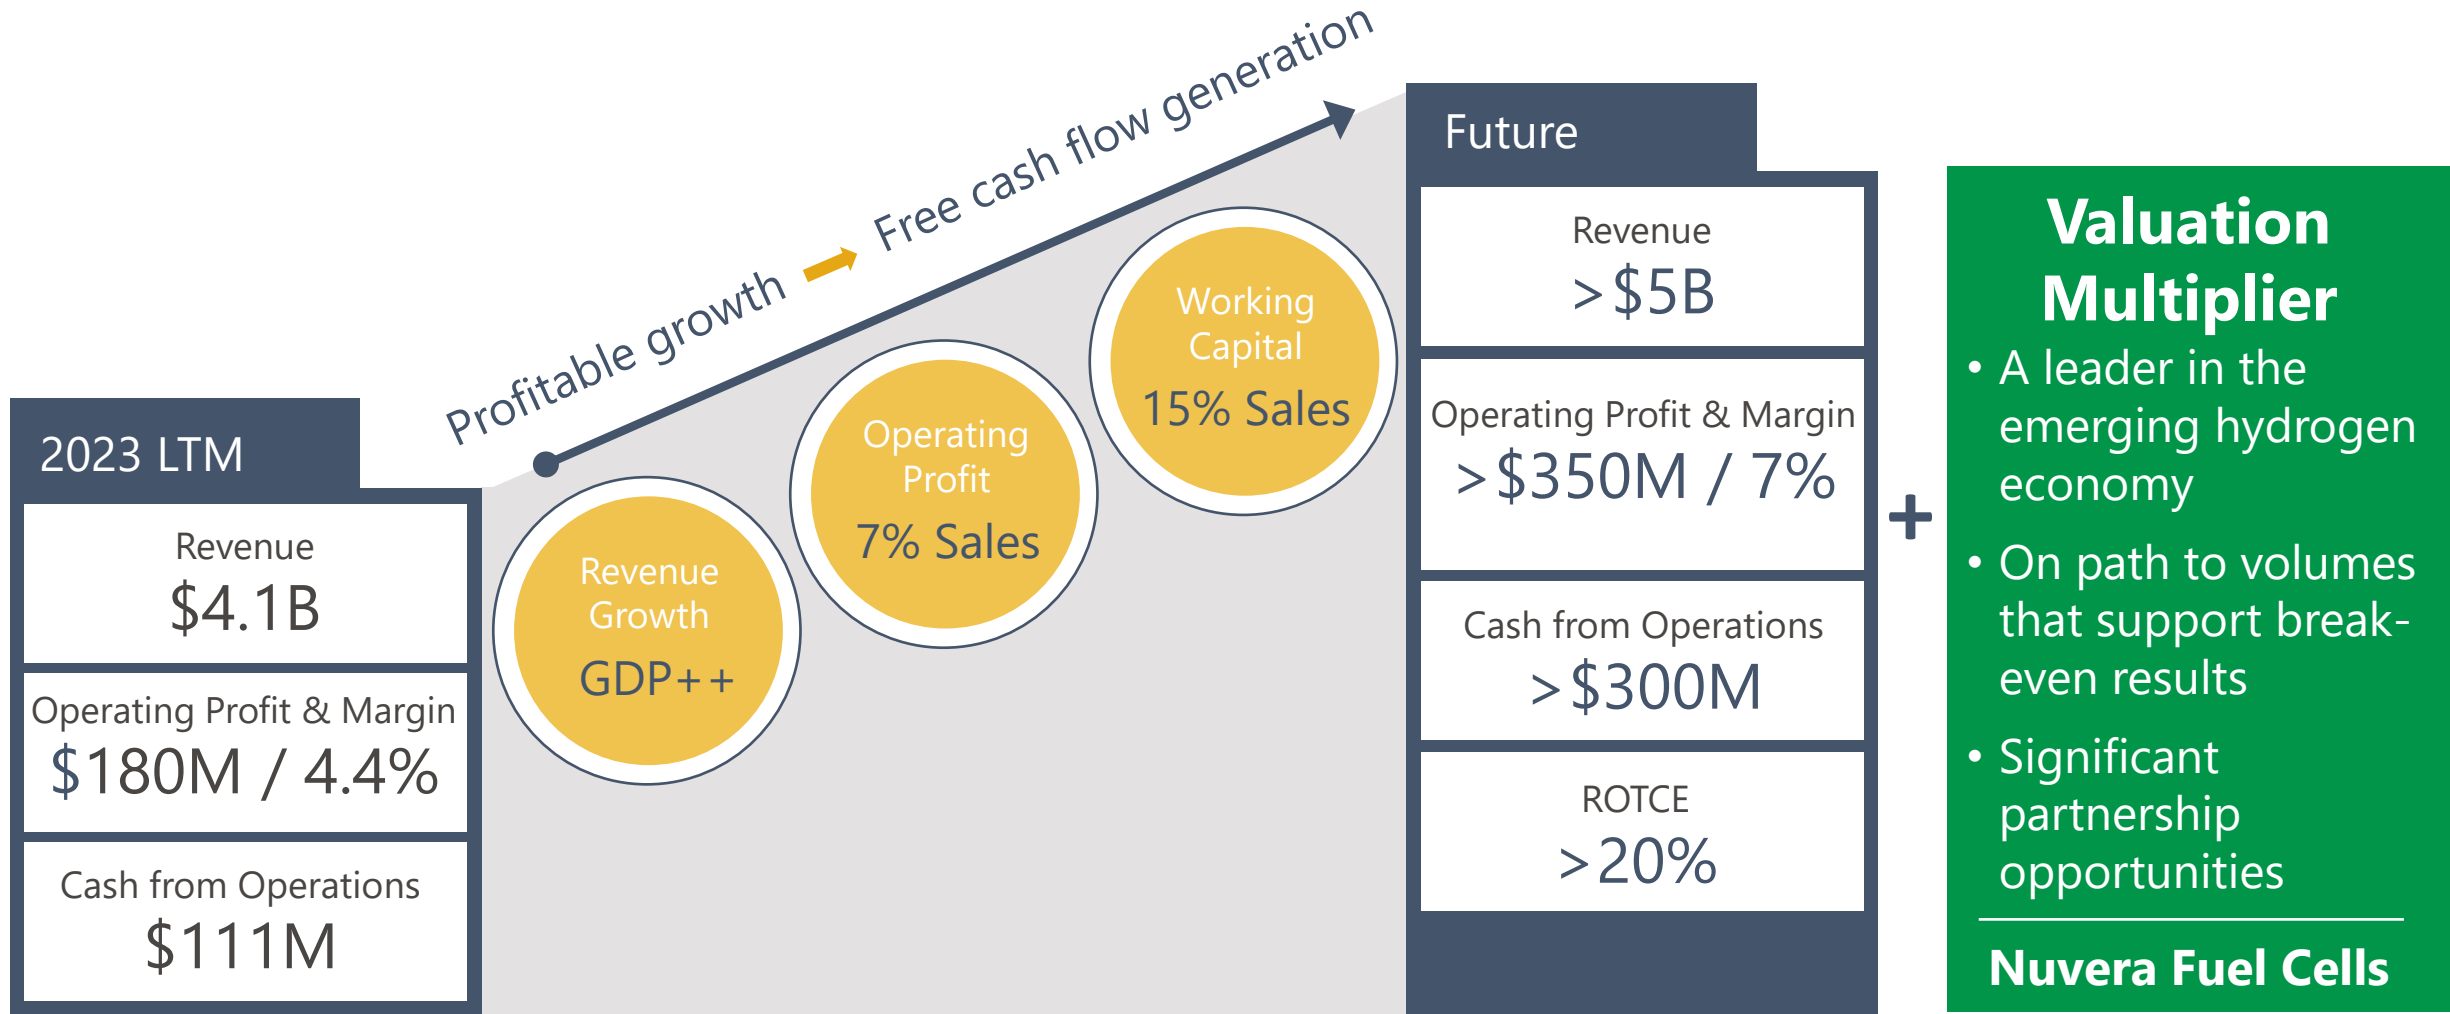 Profitable growth
Free cash flow generation
2023 LTM
Revenue
$4.1B
Operating Profit & Margin
$180M / 4.4%
Cash from Operations
$111M
Revenue
Growth
GDP++
Operating
Profit
7% Sales
Working
Capital
15% Sales
Future
Revenue
>$5B
Operating Profit & Margin
>$350M / 7%
Cash from Operations
>$300M
ROTCE
>20%
+
Valuation
Multiplier
• A leader in the
emerging hydrogen
economy
• On path to volumes
that support break-
even results
• Significant
partnership
opportunities
Nuvera Fuel Cells